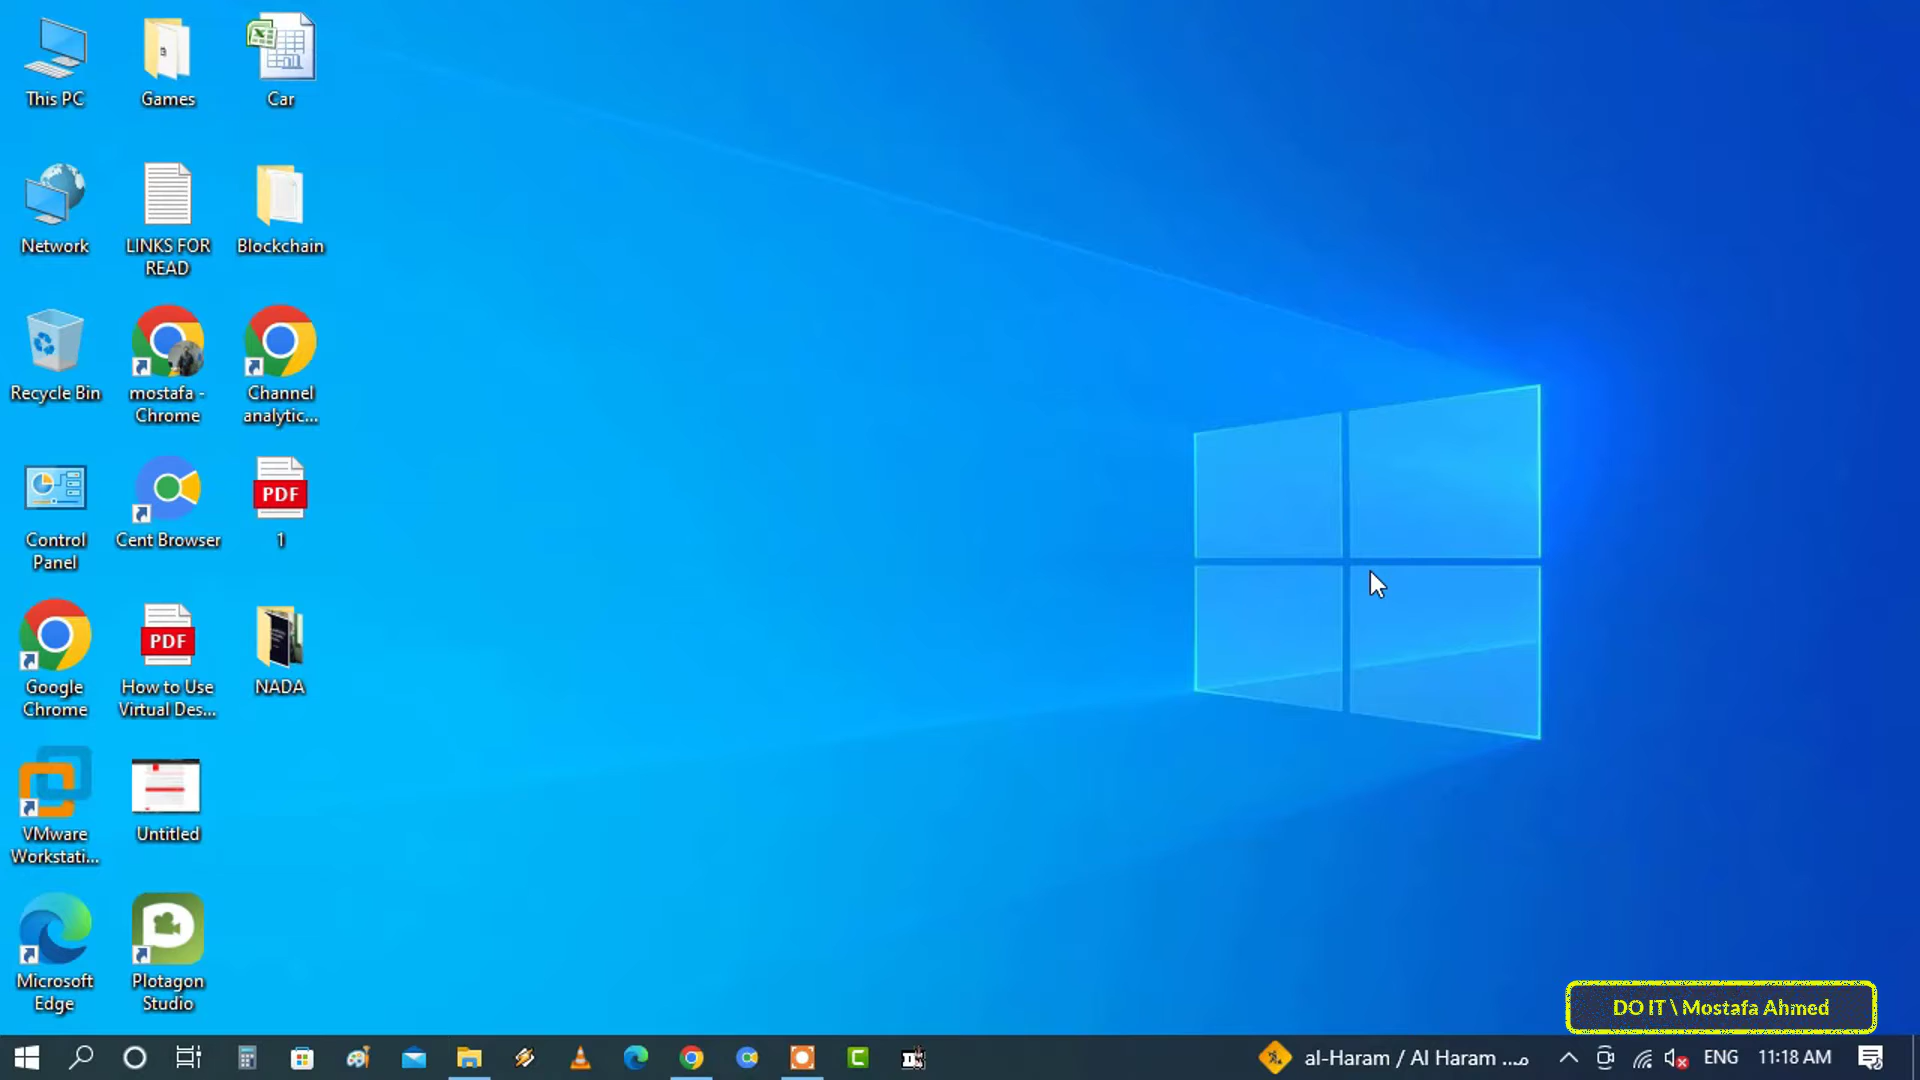 This PC
Games
Car
Network
LINKS FOR
READ
Blockchain
Recycle Bin
mostafa -
Chrome
Channel
analytic...
Control
Panel
Cent Browser
PDF
1
Google
Chrome
PDF
How to Use
Virtual Des...
NADA
VMware
Workstati...
Untitled
Microsoft
Edge
Plotagon
Studio
DO IT \ Mostafa Ahmed
al-Haram / Al Haram ....مـ
ENG
11:18 AM